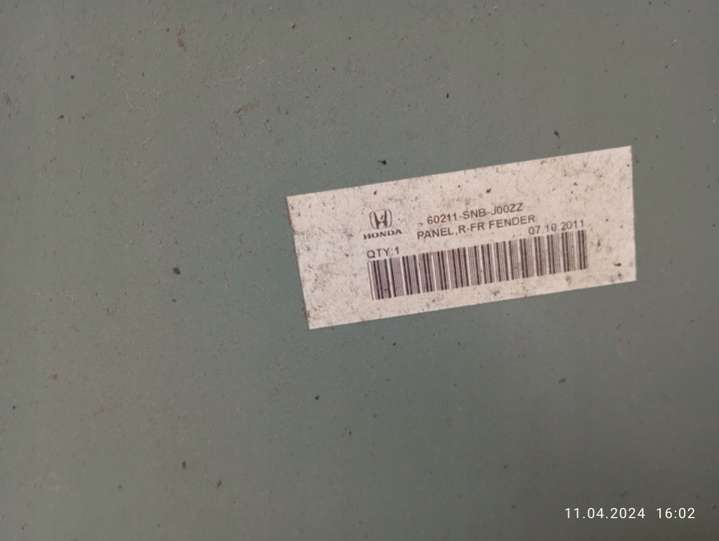 60211-SNB-J00ZZ
HONDA PANEL,R-FR FENDER
QTY:1 07.10.2011
11.04.2024 16:02